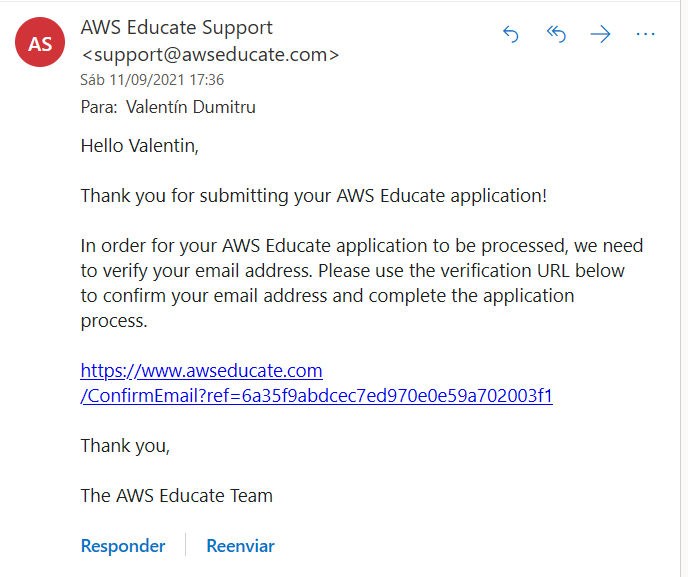 AS
AWS Educate Support
<support@awseducate.com>
Sáb 11/09/2021 17:36
Para: Valentín Dumitru
Hello Valentin,
Thank you for submitting your AWS Educate application!
In order for your AWS Educate application to be processed, we need
to verify your email address. Please use the verification URL below
to confirm your email address and complete the application
process.
https://www.awseducate.com
/ConfirmEmail?ref=6a35f9abdcec7ed970e0e59a702003f1
Thank you,
The AWS Educate Team
Responder
Reenviar